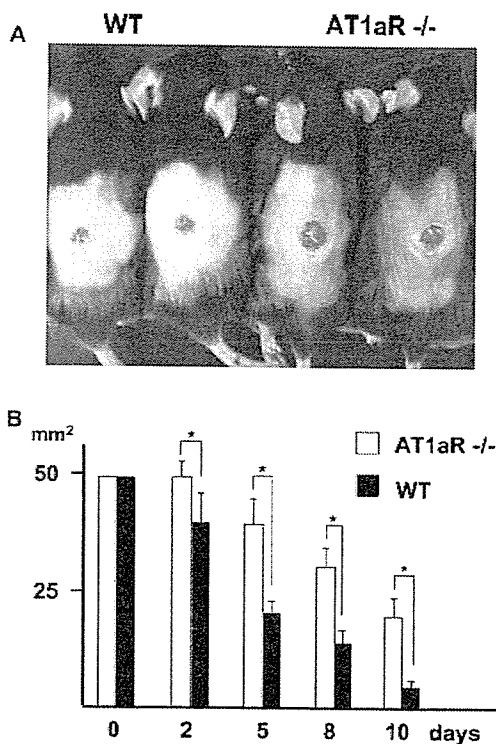 A
WT AT1aR -/-
B
mm²
50
25
AT1aR -/-
WT
* * * *
0 2 5 8 10 days